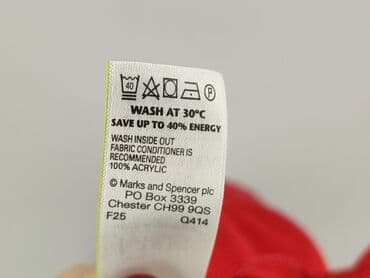 40 P
WASH AT 30°C
SAVE UP TO 40% ENERGY
WASH INSIDE OUT
FABRIC CONDITIONER IS
RECOMMENDED
100% ACRYLIC
© Marks and Spencer plc
PO Box 3339
Chester CH99 9QS
F25 Q414